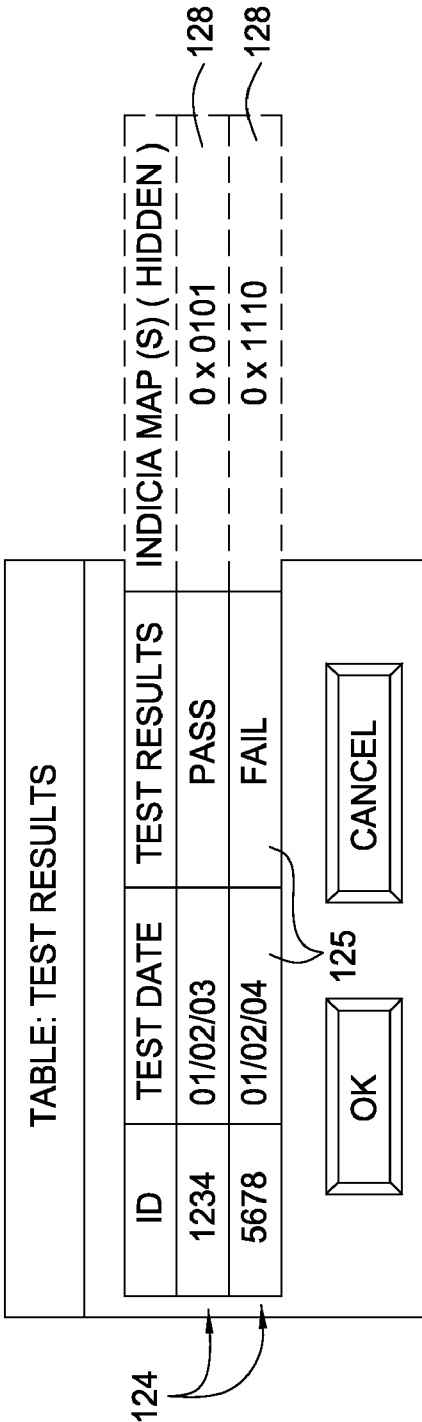 TABLE: TEST RESULTS
ID TEST DATE TEST RESULTS INDICIA MAP (S) ( HIDDEN )
1234 01/02/03 PASS 0 x 0101
5678 01/02/04 FAIL 0 x 1110
124
128
128
125
OK CANCEL